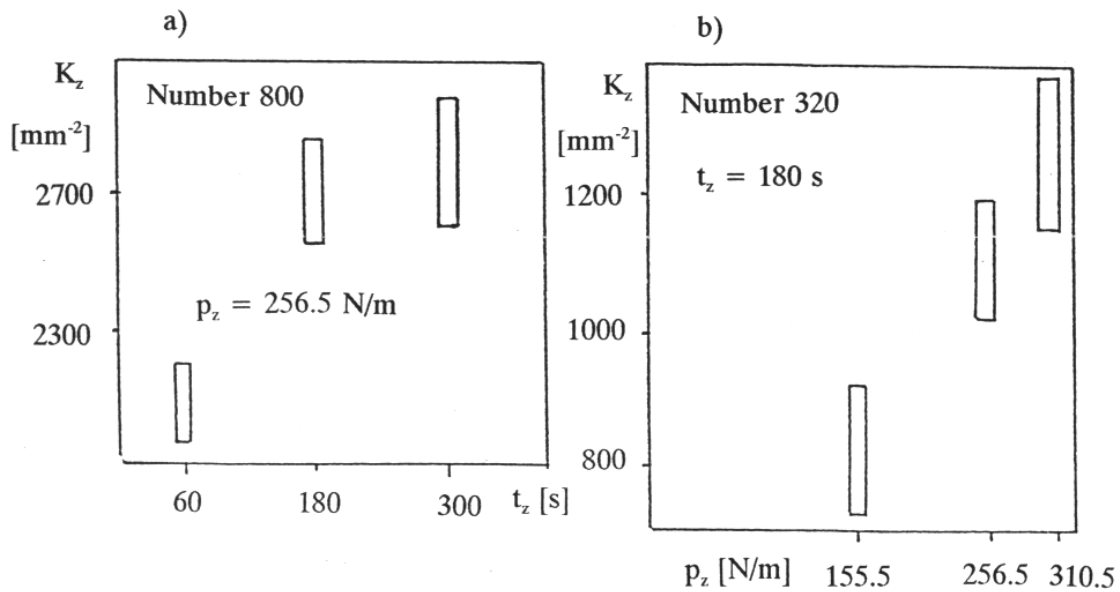 a)
K_z
[mm⁻²]
Number 800
2700
p_z = 256.5 N/m
2300
60 180 300 t_z [s]
b)
K_z
[mm⁻²]
Number 320
t_z = 180 s
1200
1000
800
p_z [N/m] 155.5 256.5 310.5